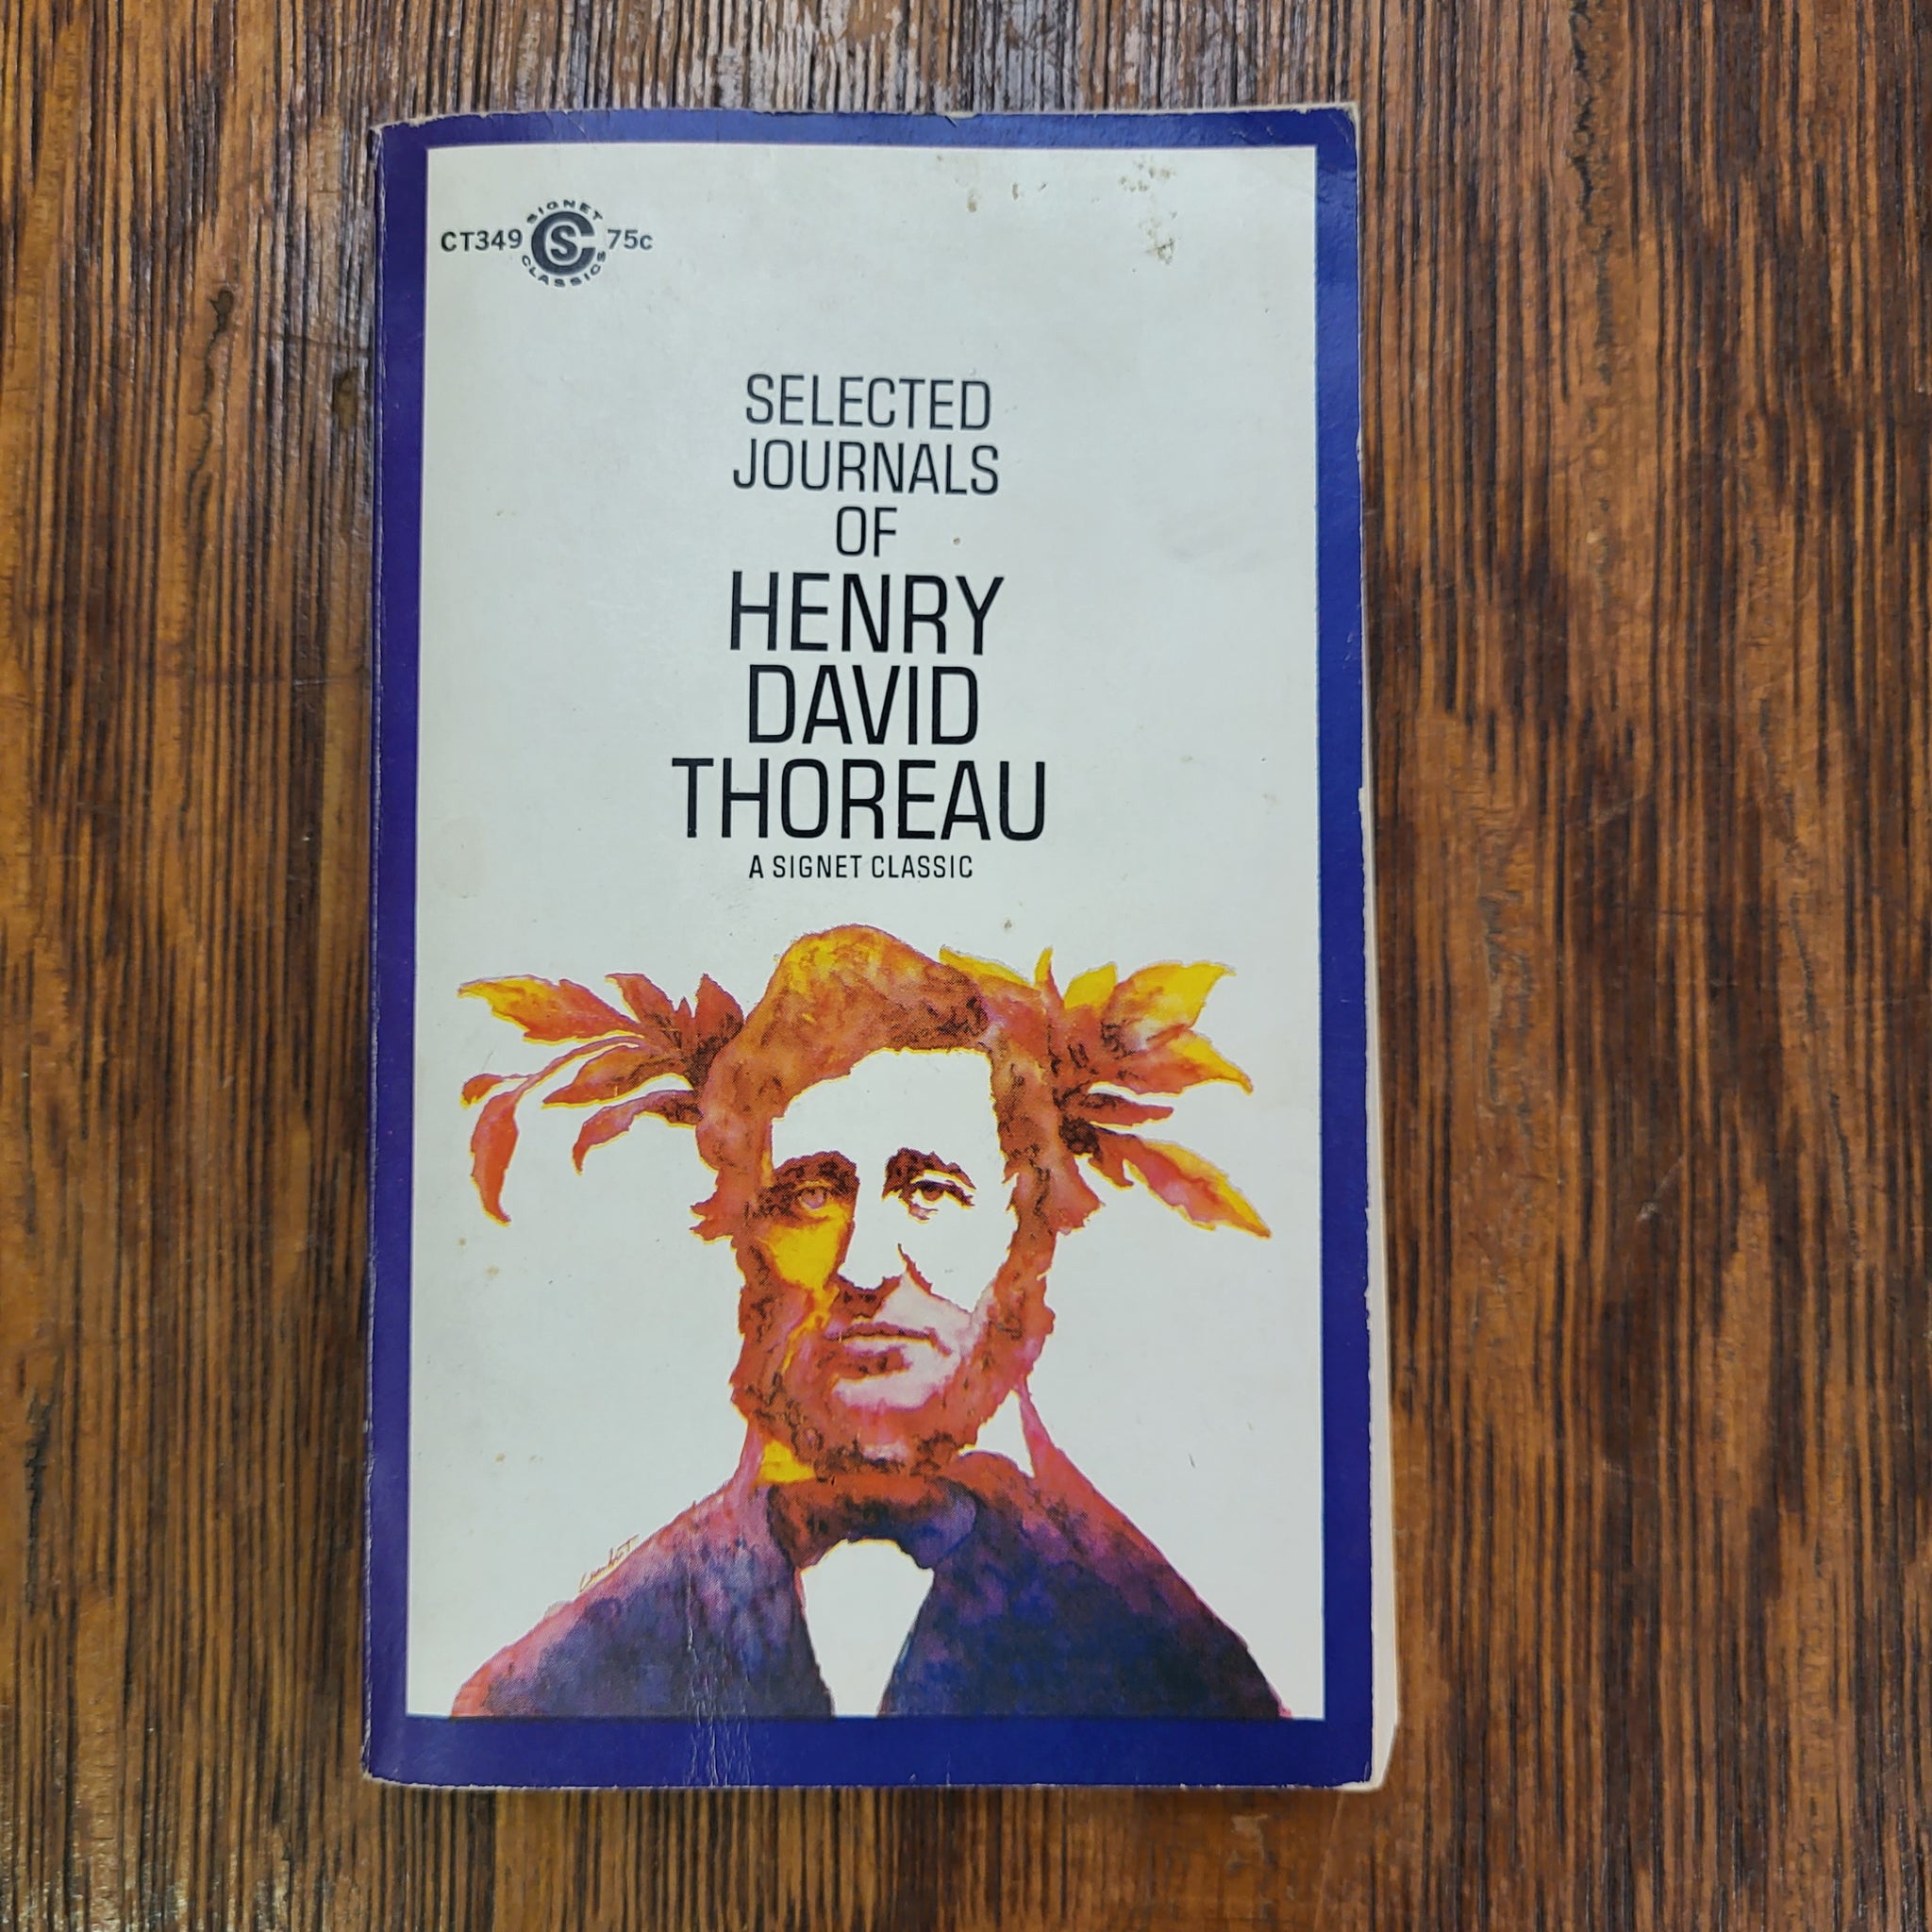 CT349 SIGNET CLASSICS 75c
SELECTED
JOURNALS
OF
HENRY
DAVID
THOREAU
A SIGNET CLASSIC